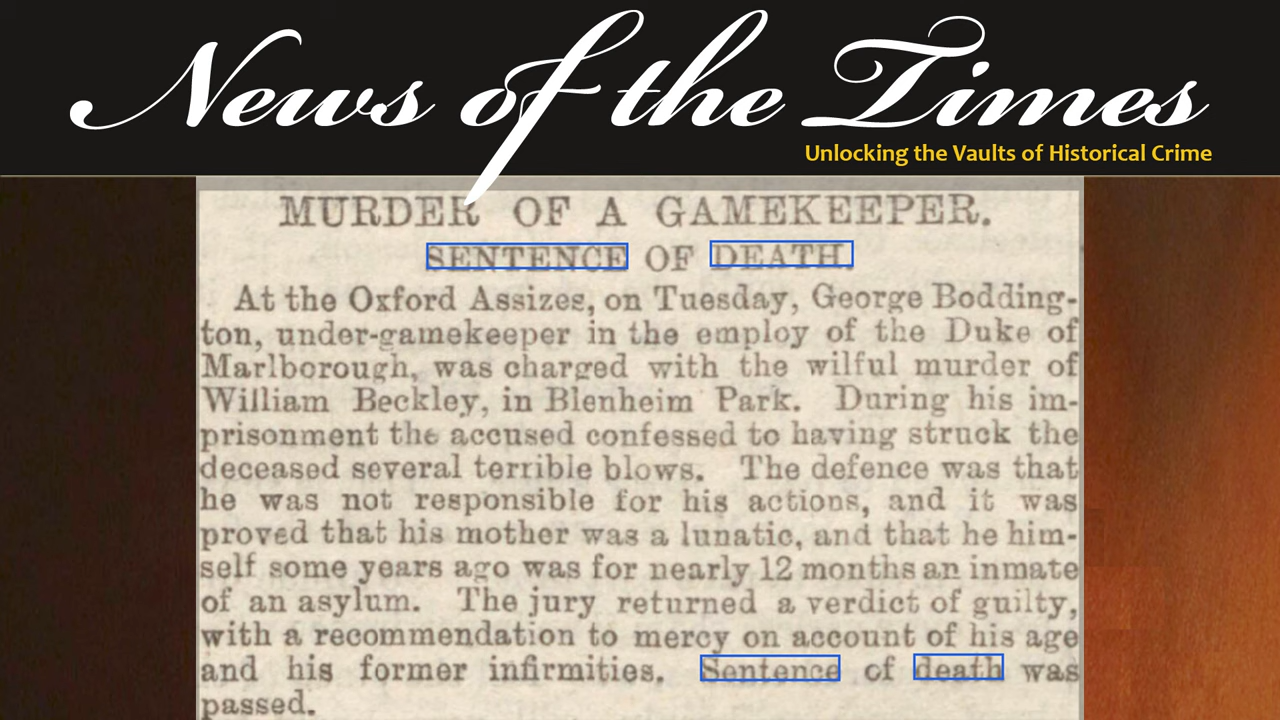 News of the Times
Unlocking the Vaults of Historical Crime
MURDER OF A GAMEKEEPER.
SENTENCE OF DEATH.
At the Oxford Assizes, on Tuesday, George Bodding-
ton, under-gamekeeper in the employ of the Duke of
Marlborough, was charged with the wilful murder of
William Beckley, in Blenheim Park. During his im-
prisonment the accused confessed to having struck the
deceased several terrible blows. The defence was that
he was not responsible for his actions, and it was
proved that his mother was a lunatic, and that he him-
self some years ago was for nearly 12 months an inmate
of an asylum. The jury returned a verdict of guilty,
with a recommendation to mercy on account of his age
and his former infirmities. Sentence of death was
passed.